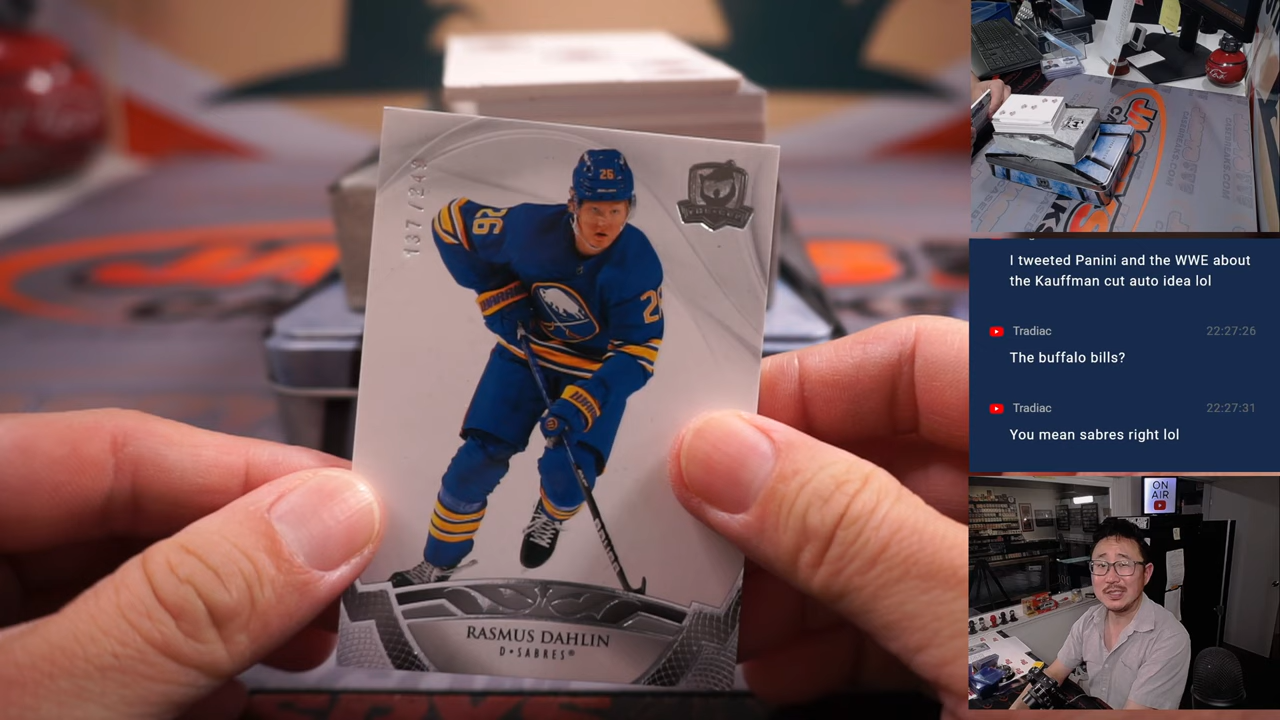 137/249
26
26
26
RASMUS DAHLIN
D•SABRES®
I tweeted Panini and the WWE about
the Kauffman cut auto idea lol
Tradiac 22:27:26
The buffalo bills?
Tradiac 22:27:31
You mean sabres right lol
ON
AIR